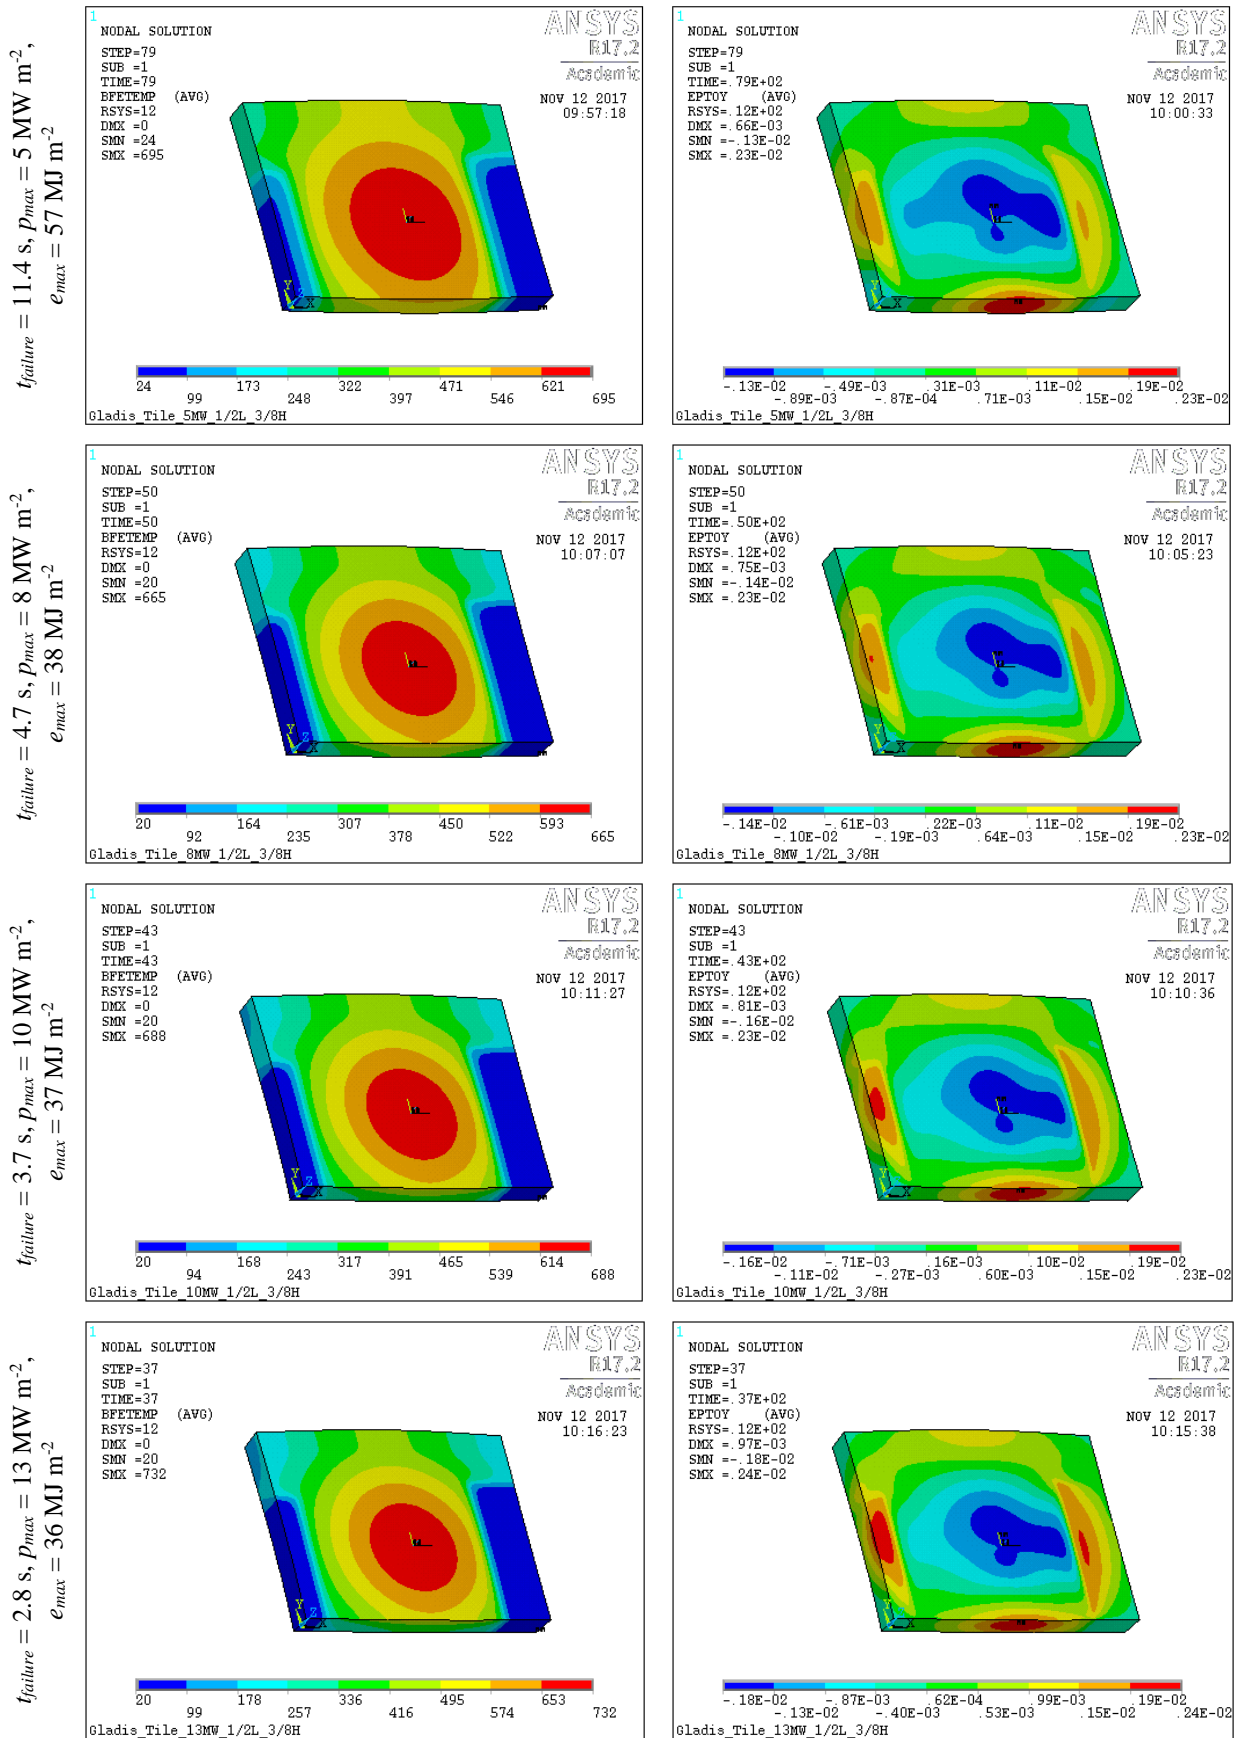 t_failure = 11.4 s, p_max = 5 MW m⁻²,
e_max = 57 MJ m⁻²
1
NODAL SOLUTION
STEP=79
SUB =1
TIME=79
BFETEMP (AVG)
RSYS=12
DMX =0
SMN =24
SMX =695
ANSYS
R17.2
Academic
NOV 12 2017
09:57:18
Y
Z
X
24 173 322 471 621
99 248 397 546 695
Gladis_Tile_5MW_1/2L_3/8H
1
NODAL SOLUTION
STEP=79
SUB =1
TIME=.79E+02
EPTOY (AVG)
RSYS=.12E+02
DMX =.66E-03
SMN =-.13E-02
SMX =.23E-02
ANSYS
R17.2
Academic
NOV 12 2017
10:00:33
Y
X
-.13E-02 -.49E-03 .31E-03 .11E-02 .19E-02
-.89E-03 -.87E-04 .71E-03 .15E-02 .23E-02
Gladis_Tile_5MW_1/2L_3/8H
t_failure = 4.7 s, p_max = 8 MW m⁻²,
e_max = 38 MJ m⁻²
1
NODAL SOLUTION
STEP=50
SUB =1
TIME=50
BFETEMP (AVG)
RSYS=12
DMX =0
SMN =20
SMX =665
ANSYS
R17.2
Academic
NOV 12 2017
10:07:07
Y
Z
X
20 164 307 450 593
92 235 378 522 665
Gladis_Tile_8MW_1/2L_3/8H
1
NODAL SOLUTION
STEP=50
SUB =1
TIME=.50E+02
EPTOY (AVG)
RSYS=.12E+02
DMX =.75E-03
SMN =-.14E-02
SMX =.23E-02
ANSYS
R17.2
Academic
NOV 12 2017
10:05:23
Y
X
-.14E-02 -.61E-03 .22E-03 .11E-02 .19E-02
-.10E-02 -.19E-03 .64E-03 .15E-02 .23E-02
Gladis_Tile_8MW_1/2L_3/8H
t_failure = 3.7 s, p_max = 10 MW m⁻²,
e_max = 37 MJ m⁻²
1
NODAL SOLUTION
STEP=43
SUB =1
TIME=43
BFETEMP (AVG)
RSYS=12
DMX =0
SMN =20
SMX =688
ANSYS
R17.2
Academic
NOV 12 2017
10:11:27
Y
Z
X
20 168 317 465 614
94 243 391 539 688
Gladis_Tile_10MW_1/2L_3/8H
1
NODAL SOLUTION
STEP=43
SUB =1
TIME=.43E+02
EPTOY (AVG)
RSYS=.12E+02
DMX =.81E-03
SMN =-.16E-02
SMX =.23E-02
ANSYS
R17.2
Academic
NOV 12 2017
10:10:36
Y
X
-.16E-02 -.71E-03 .16E-03 .10E-02 .19E-02
-.11E-02 -.27E-03 .60E-03 .15E-02 .23E-02
Gladis_Tile_10MW_1/2L_3/8H
t_failure = 2.8 s, p_max = 13 MW m⁻²,
e_max = 36 MJ m⁻²
1
NODAL SOLUTION
STEP=37
SUB =1
TIME=37
BFETEMP (AVG)
RSYS=12
DMX =0
SMN =20
SMX =732
ANSYS
R17.2
Academic
NOV 12 2017
10:16:23
Y
Z
X
20 178 336 495 653
99 257 416 574 732
Gladis_Tile_13MW_1/2L_3/8H
1
NODAL SOLUTION
STEP=37
SUB =1
TIME=.37E+02
EPTOY (AVG)
RSYS=.12E+02
DMX =.97E-03
SMN =-.18E-02
SMX =.24E-02
ANSYS
R17.2
Academic
NOV 12 2017
10:15:38
Y
X
-.18E-02 -.87E-03 .62E-04 .99E-03 .19E-02
-.13E-02 -.40E-03 .53E-03 .15E-02 .24E-02
Gladis_Tile_13MW_1/2L_3/8H